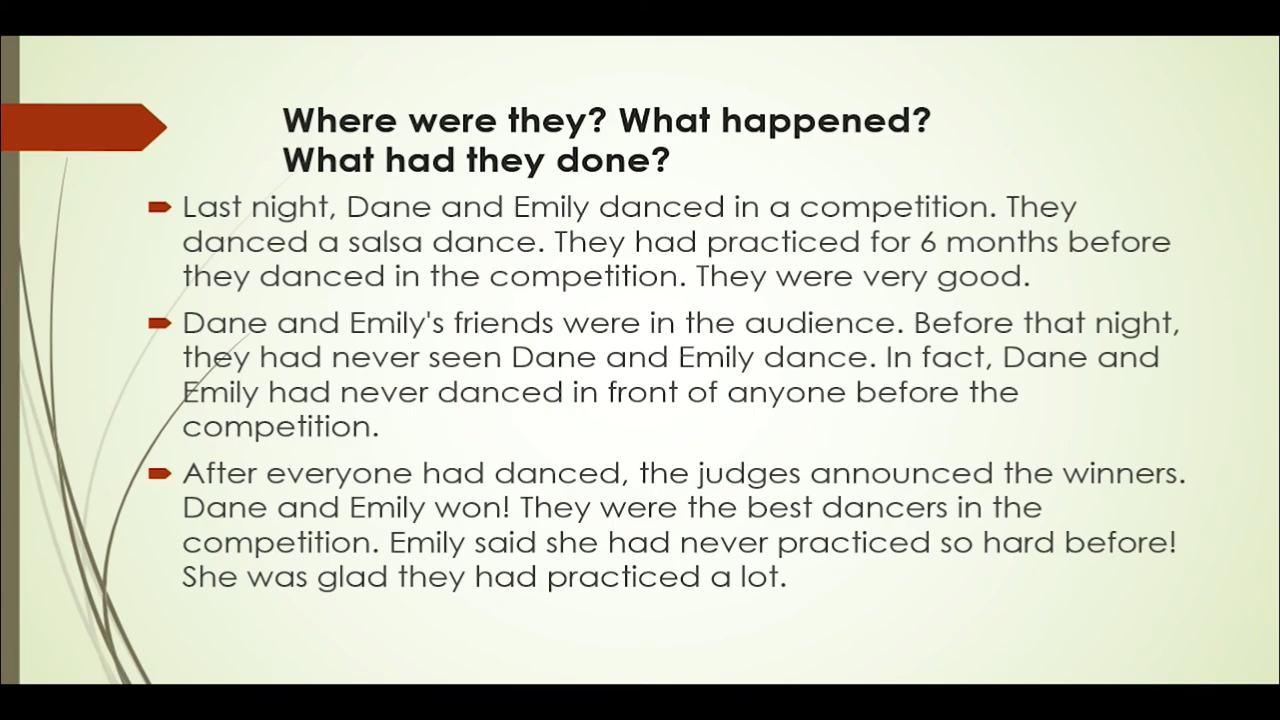 Where were they? What happened?
What had they done?
Last night, Dane and Emily danced in a competition. They
danced a salsa dance. They had practiced for 6 months before
they danced in the competition. They were very good.
Dane and Emily's friends were in the audience. Before that night,
they had never seen Dane and Emily dance. In fact, Dane and
Emily had never danced in front of anyone before the
competition.
After everyone had danced, the judges announced the winners.
Dane and Emily won! They were the best dancers in the
competition. Emily said she had never practiced so hard before!
She was glad they had practiced a lot.